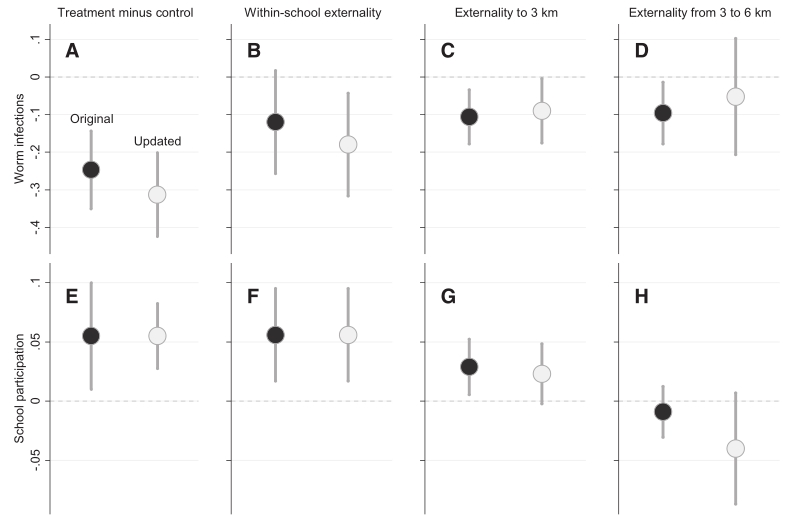 Treatment minus control
Within-school externality
Externality to 3 km
Externality from 3 to 6 km
Worm infections
.1
0
-.1
-.2
-.3
-.4
A
B
C
D
Original
Updated
School participation
.1
.05
0
-.05
E
F
G
H